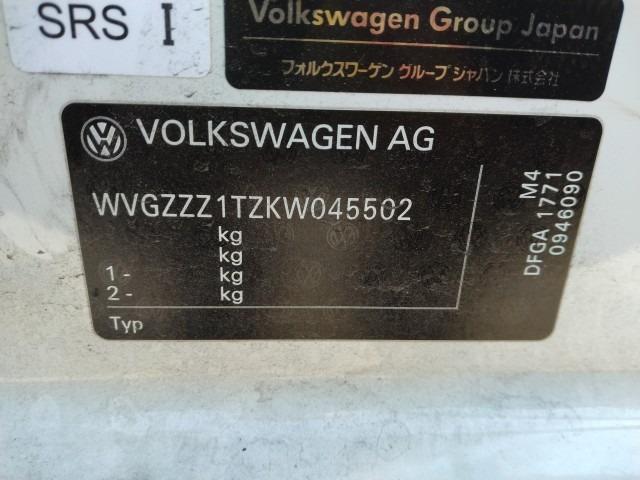 SRS I
Volkswagen Group Japan
フォルクスワーゲン グループ ジャパン 株式会社
VOLKSWAGEN AG
WVGZZZ1TZKW045502
kg
kg
1 - kg
2 - kg
Typ
M4
DFGA 1771
0946090